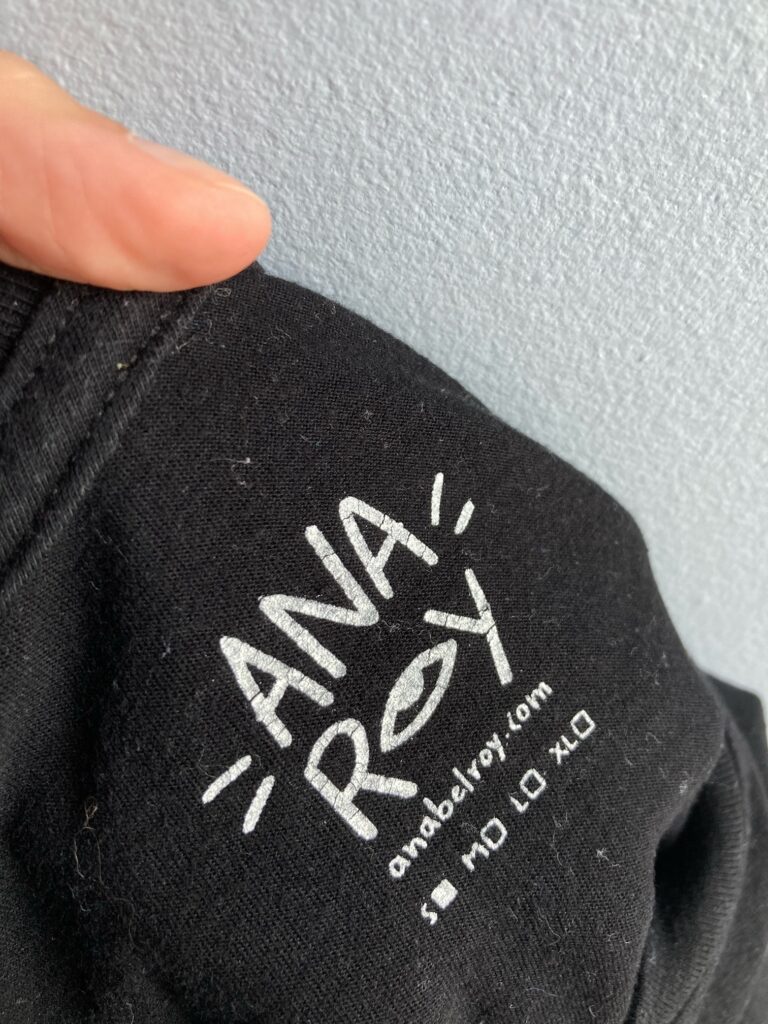 ANA
ROY
anabelroy.com
S■ M□ L□ XL□